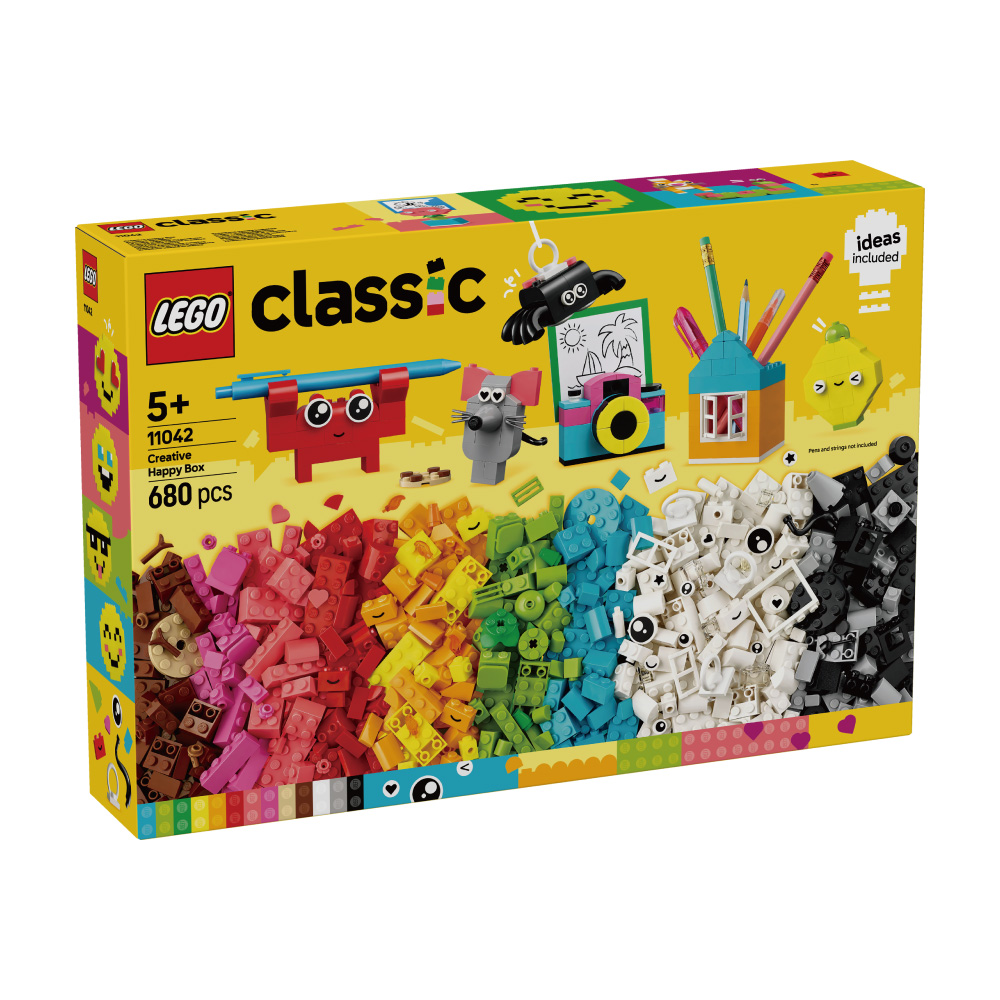 LEGO classic
11042
LEGO
11042
LEGO classic
ideas
included
5+
11042
Creative
Happy Box
680 pcs
Pens and strings not included